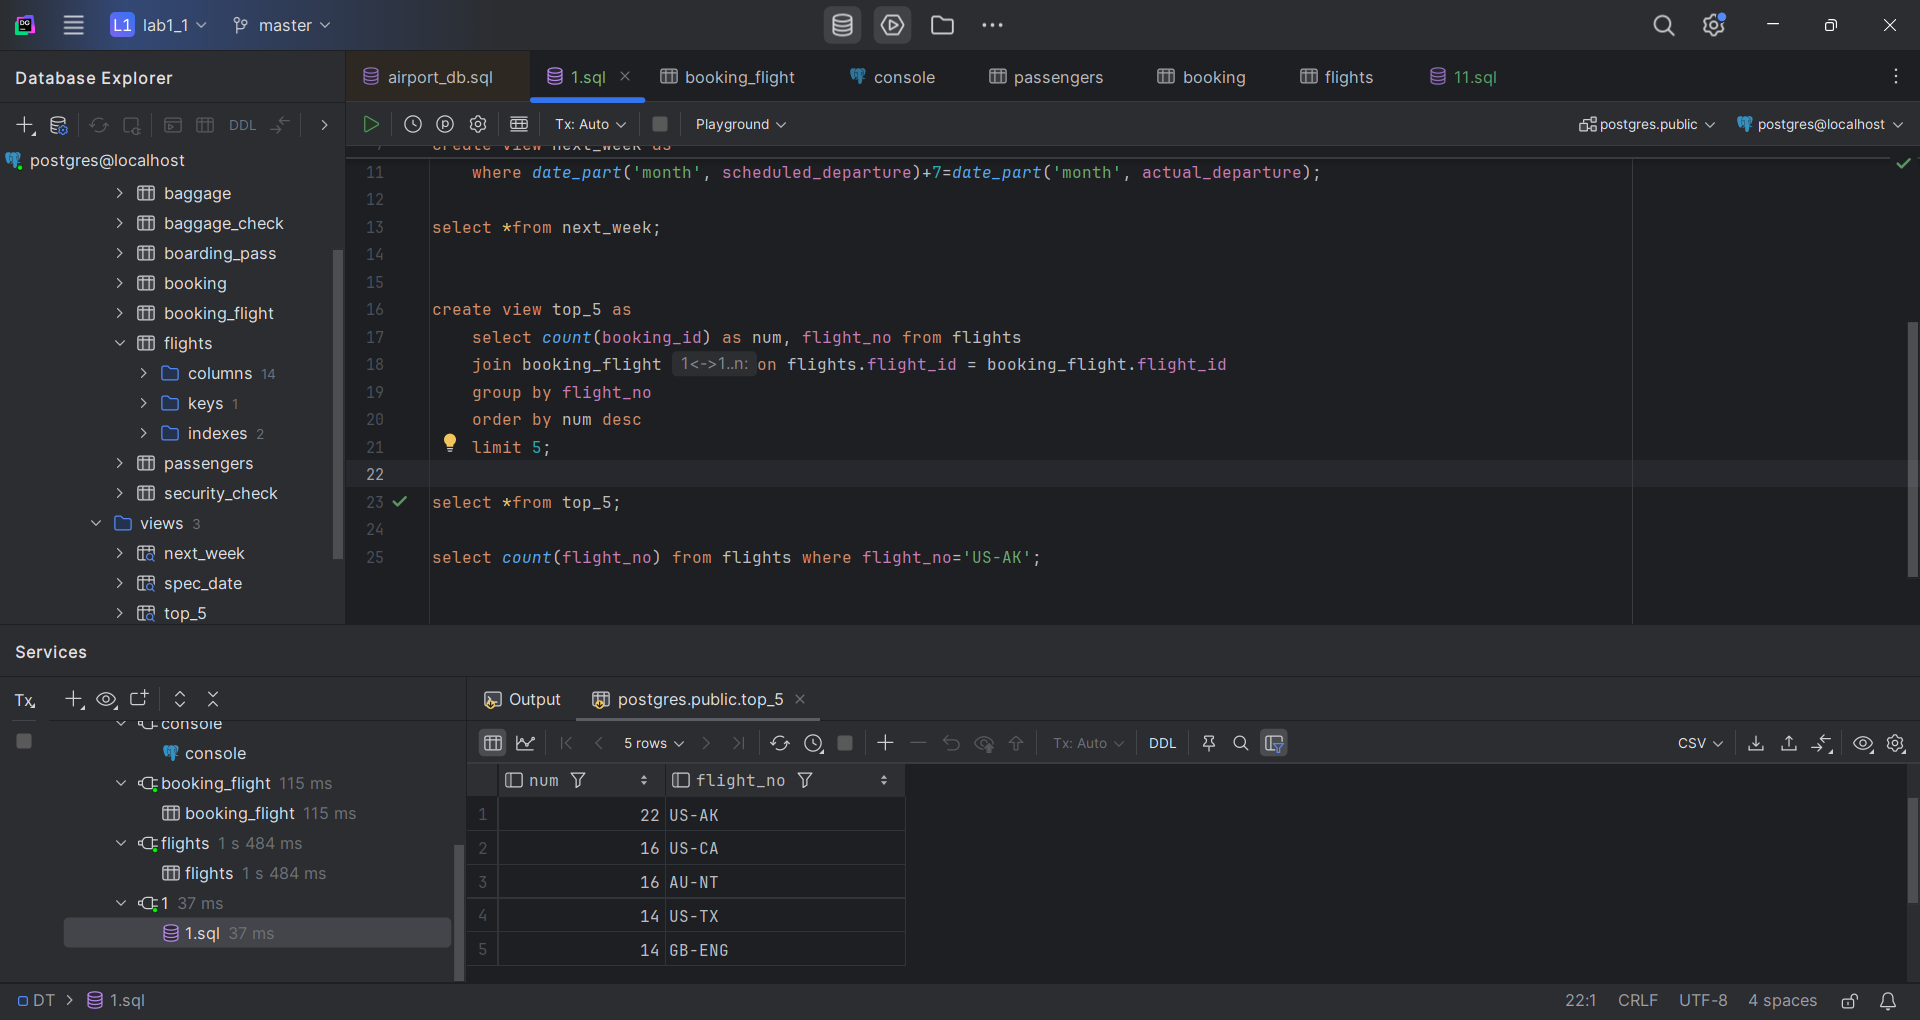 L1 lab1_1 master
Database Explorer
airport_db.sql 1.sql booking_flight console passengers booking flights 11.sql
DDL
Tx: Auto Playground postgres.public postgres@localhost
postgres@localhost
baggage
baggage_check
boarding_pass
booking
booking_flight
flights
columns 14
keys 1
indexes 2
passengers
security_check
views 3
next_week
spec_date
top_5
7 create view next_week as
11 where date_part('month', scheduled_departure)+7=date_part('month', actual_departure);
12
13 select *from next_week;
14
15
16 create view top_5 as
17 select count(booking_id) as num, flight_no from flights
18 join booking_flight 1<->1..n: on flights.flight_id = booking_flight.flight_id
19 group by flight_no
20 order by num desc
21 limit 5;
22
23 select *from top_5;
24
25 select count(flight_no) from flights where flight_no='US-AK';
Services
Tx
console
console
booking_flight 115 ms
booking_flight 115 ms
flights 1 s 484 ms
flights 1 s 484 ms
1 37 ms
1.sql 37 ms
Output postgres.public.top_5
5 rows Tx: Auto DDL CSV
num flight_no
1 22 US-AK
2 16 US-CA
3 16 AU-NT
4 14 US-TX
5 14 GB-ENG
DT 1.sql
22:1 CRLF UTF-8 4 spaces